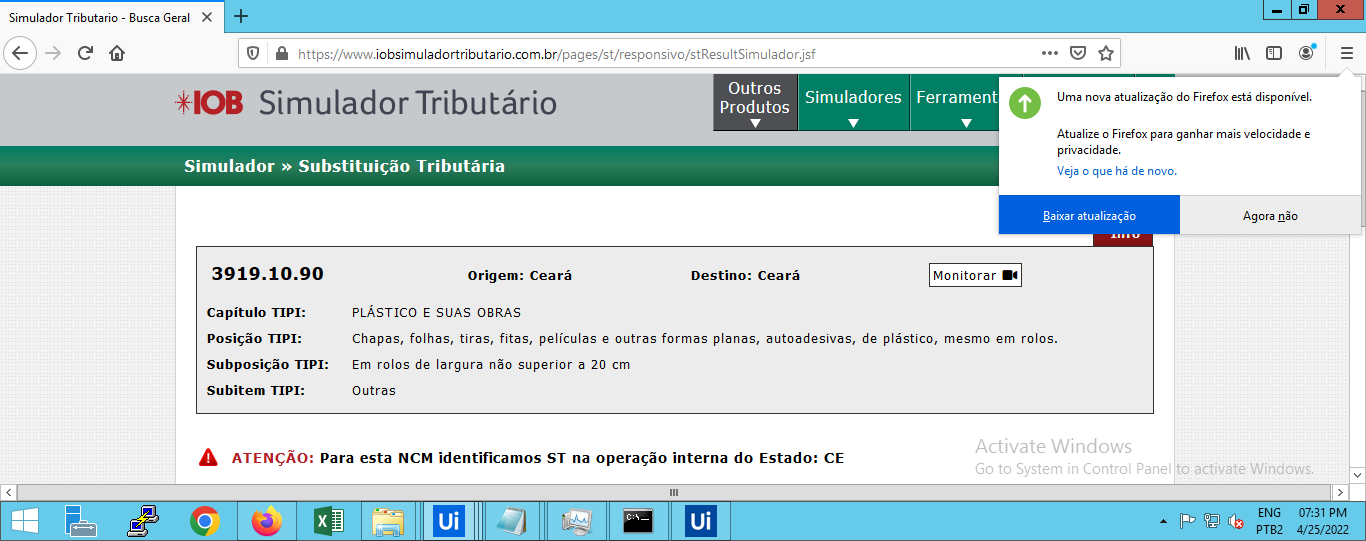 Simulador Tributario - Busca Geral
https://www.iobsimuladortributario.com.br/pages/st/responsivo/stResultSimulador.jsf
IOB Simulador Tributário
Outros
Produtos
Simuladores
Ferrament
Uma nova atualização do Firefox está disponível.
Atualize o Firefox para ganhar mais velocidade e
privacidade.
Veja o que há de novo.
Baixar atualização
Agora não
Simulador » Substituição Tributária
Info
3919.10.90
Origem: Ceará
Destino: Ceará
Monitorar
Capítulo TIPI: PLÁSTICO E SUAS OBRAS
Posição TIPI: Chapas, folhas, tiras, fitas, películas e outras formas planas, autoadesivas, de plástico, mesmo em rolos.
Subposição TIPI: Em rolos de largura não superior a 20 cm
Subitem TIPI: Outras
ATENÇÃO: Para esta NCM identificamos ST na operação interna do Estado: CE
Activate Windows
Go to System in Control Panel to activate Windows.
Ui
C:\
Ui
ENG
PTB2
07:31 PM
4/25/2022